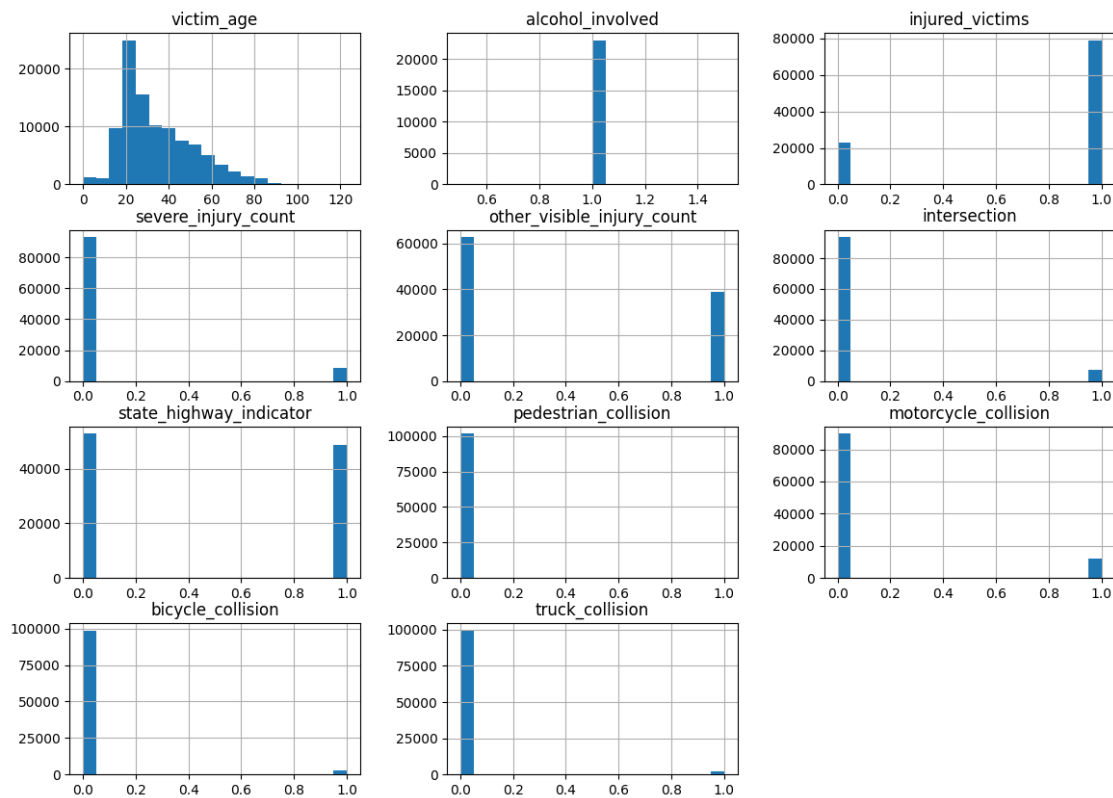 victim_age alcohol_involved injured_victims
20000 20000 80000
15000 60000
10000 10000 40000
5000 20000
0 0 0
0 20 40 60 80 100 120 0.6 0.8 1.0 1.2 1.4 0.0 0.2 0.4 0.6 0.8 1.0
severe_injury_count other_visible_injury_count intersection
80000 60000 80000
60000 40000 60000
40000 20000 40000
20000 20000
0 0 0
0.0 0.2 0.4 0.6 0.8 1.0 0.0 0.2 0.4 0.6 0.8 1.0 0.0 0.2 0.4 0.6 0.8 1.0
state_highway_indicator pedestrian_collision motorcycle_collision
40000 100000 80000
75000 60000
20000 50000 40000
25000 20000
0 0 0
0.0 0.2 0.4 0.6 0.8 1.0 0.0 0.2 0.4 0.6 0.8 1.0 0.0 0.2 0.4 0.6 0.8 1.0
bicycle_collision truck_collision
100000 100000
75000 75000
50000 50000
25000 25000
0 0
0.0 0.2 0.4 0.6 0.8 1.0 0.0 0.2 0.4 0.6 0.8 1.0